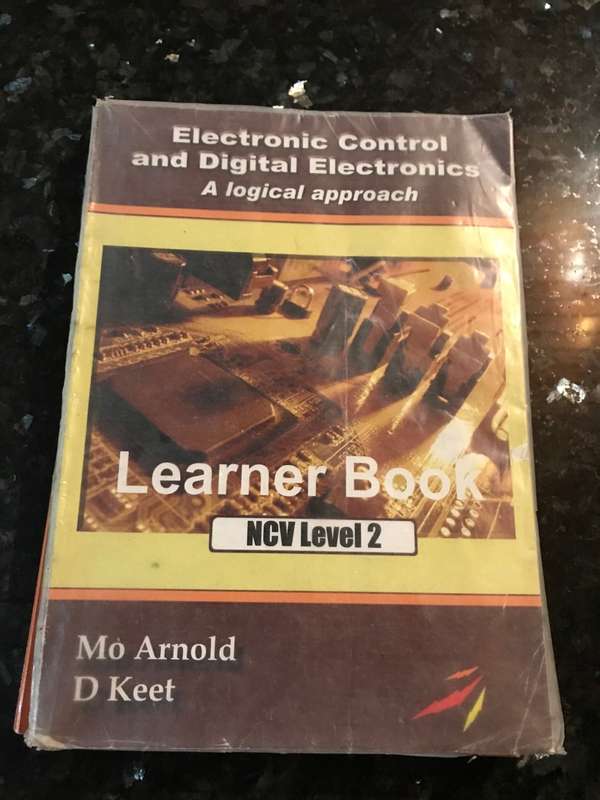 Electronic Control
and Digital Electronics
A logical approach
Learner Book
NCV Level 2
Mo Arnold
D Keet